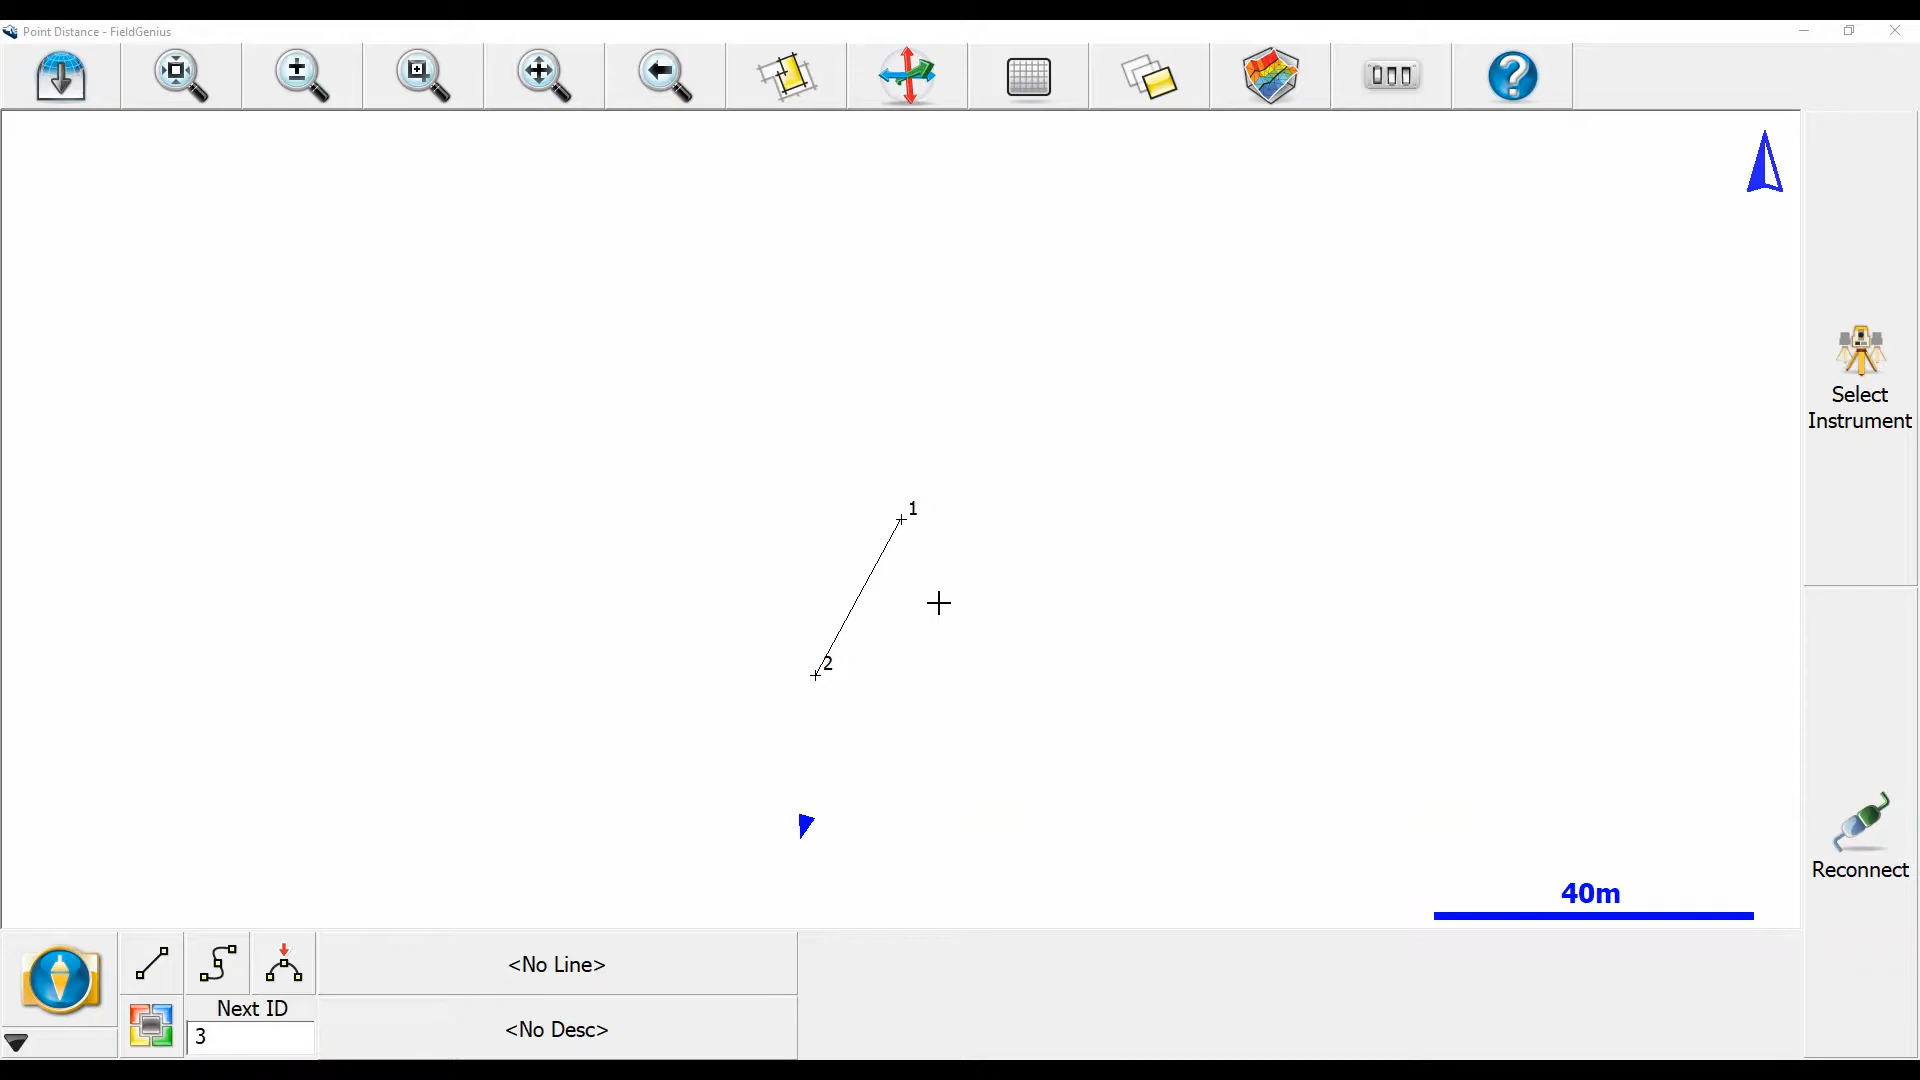 Point Distance - FieldGenius
Select
Instrument
1
2
40m
Reconnect
<No Line>
Next ID
3
<No Desc>